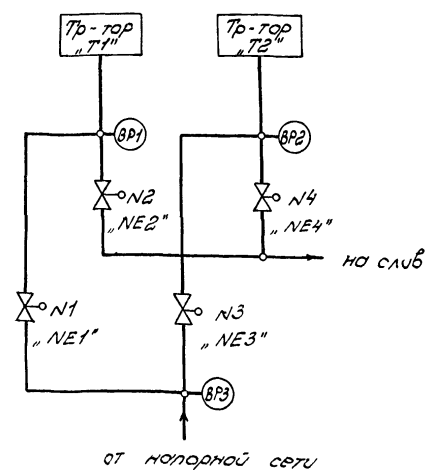 Тр-тор
„Т1"
Тр-тор
„Т2"
ВР1
ВР2
N2
„NE2"
N4
„NE4"
на слив
N1
„NE1"
N3
„NE3"
ВР3
от напорной сети